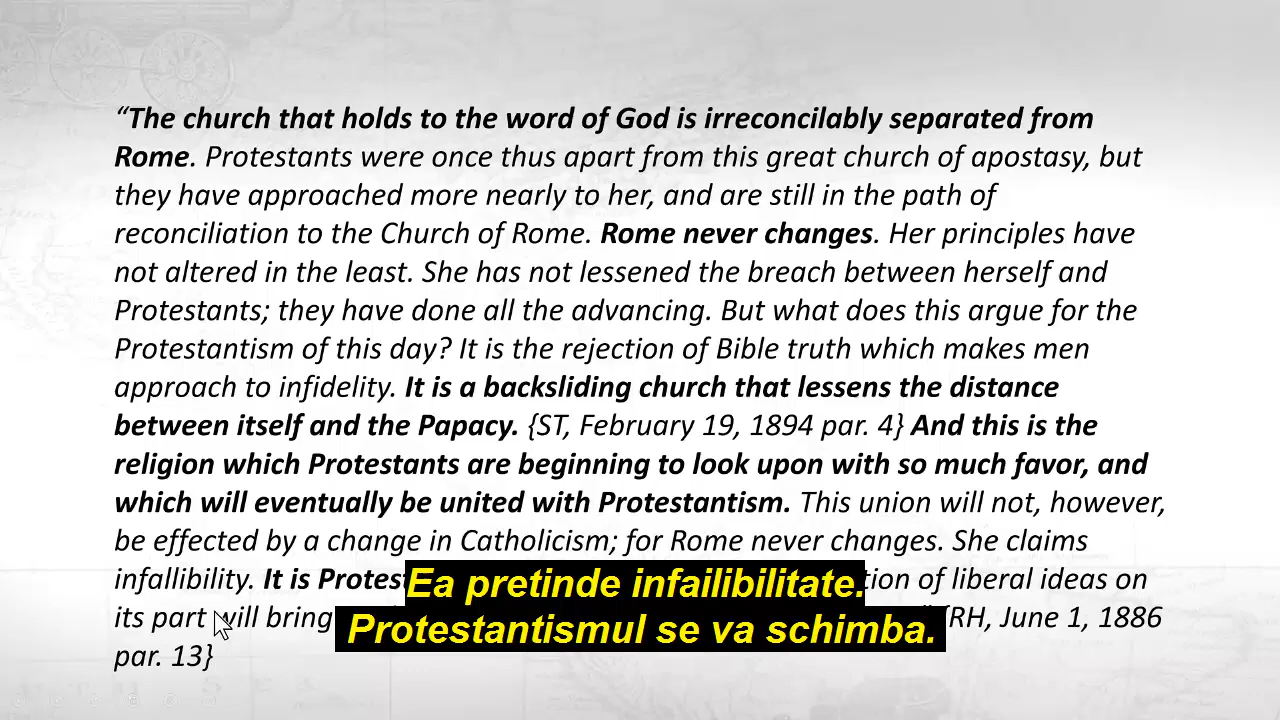 “The church that holds to the word of God is irreconcilably separated from
Rome. Protestants were once thus apart from this great church of apostasy, but
they have approached more nearly to her, and are still in the path of
reconciliation to the Church of Rome. Rome never changes. Her principles have
not altered in the least. She has not lessened the breach between herself and
Protestants; they have done all the advancing. But what does this argue for the
Protestantism of this day? It is the rejection of Bible truth which makes men
approach to infidelity. It is a backsliding church that lessens the distance
between itself and the Papacy. {ST, February 19, 1894 par. 4} And this is the
religion which Protestants are beginning to look upon with so much favor, and
which will eventually be united with Protestantism. This union will not, however,
be effected by a change in Catholicism; for Rome never changes. She claims
infallibility. It is of liberal ideas on
its part will bring {RH, June 1, 1886
par. 13}
Ea pretinde infailibilitate.
Protestantismul se va schimba.